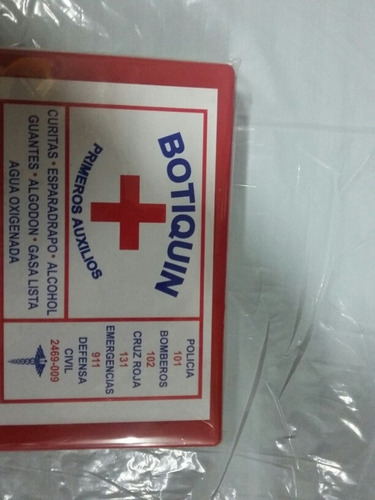 BOTIQUIN
PRIMEROS AUXILIOS
CURITAS • ESPARADRAPO • ALCOHOL
GUANTES • ALGODON • GASA LISTA
AGUA OXIGENADA
POLICIA
101
BOMBEROS
102
CRUZ ROJA
131
EMERGENCIAS
911
DEFENSA
CIVIL
2469-009